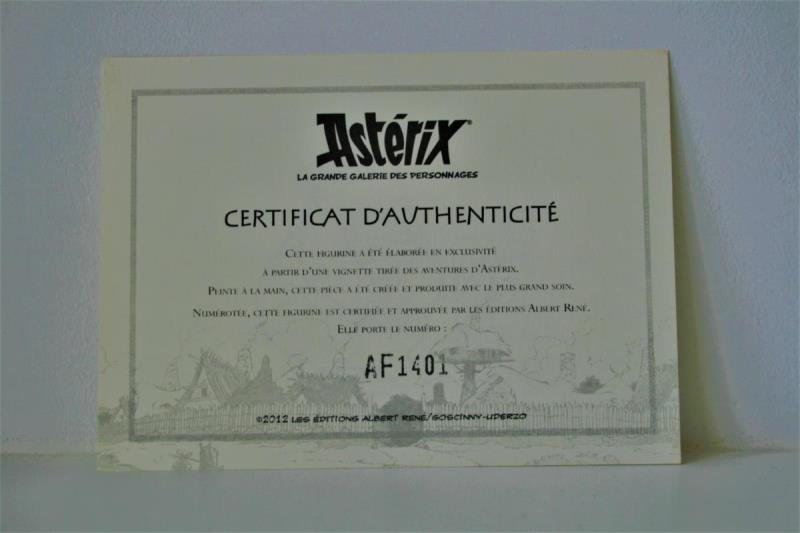 Astérix®
LA GRANDE GALERIE DES PERSONNAGES
CERTIFICAT D'AUTHENTICITÉ
CETTE FIGURINE A ÉTÉ ÉLABORÉE EN EXCLUSIVITÉ
À PARTIR D'UNE VIGNETTE TIRÉE DES AVENTURES D'ASTÉRIX.
PEINTE À LA MAIN, CETTE PIÈCE A ÉTÉ CRÉÉE ET PRODUITE AVEC LE PLUS GRAND SOIN.
NUMÉROTÉE, CETTE FIGURINE EST CERTIFIÉE ET APPROUVÉE PAR LES ÉDITIONS ALBERT RENÉ.
ELLE PORTE LE NUMÉRO :
AF1401
©2012 LES ÉDITIONS ALBERT RENÉ/GOSCINNY-UDERZO